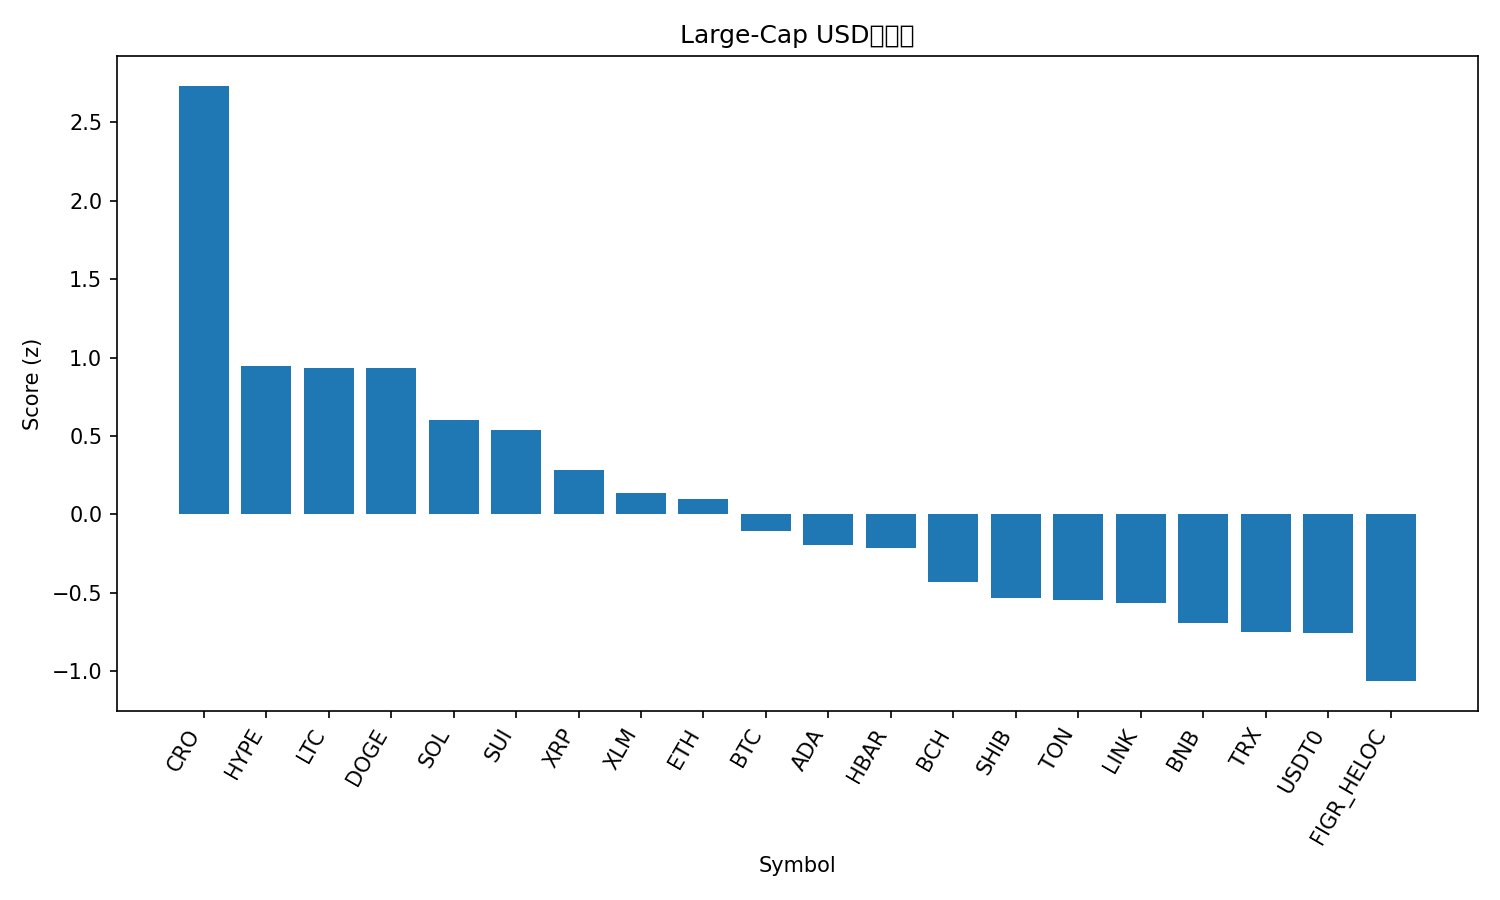 Large-Cap USD
Score (z)
2.5
2.0
1.5
1.0
0.5
0.0
−0.5
−1.0
CRO
HYPE
LTC
DOGE
SOL
SUI
XRP
XLM
ETH
BTC
ADA
HBAR
BCH
SHIB
TON
LINK
BNB
TRX
USDT0
FIGR_HELOC
Symbol